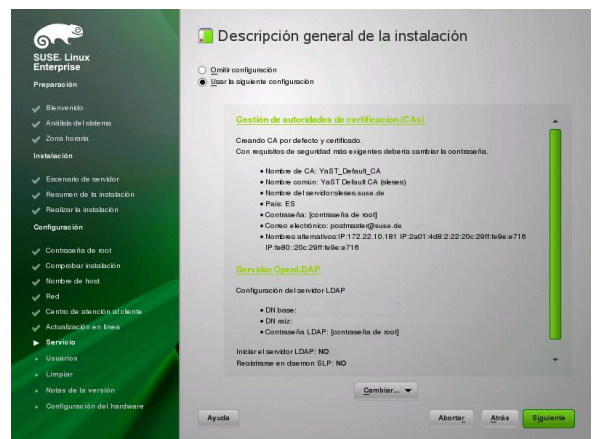 SUSE. Linux
Enterprise
Preparación
Bienvenido
Análisis del sistema
Zona horaria
Instalación
Escenario de servidor
Resumen de la instalación
Realizar la instalación
Configuración
Contraseña de root
Comprobar instalación
Nombre de host
Red
Centro de atención al cliente
Actualización en línea
Servicio
Usuarios
Limpiar
Notas de la versión
Configuración del hardware
Descripción general de la instalación
Omitir configuración
Usar la siguiente configuración
Gestión de autoridades de certificación (CAs)
Creando CA por defecto y certificado.
Con requisitos de seguridad más exigentes debería cambiar la contraseña.
• Nombre de CA: YaST_Default_CA
• Nombre común: YaST Default CA (sleses)
• Nombre del servidor:sleses.suse.de
• País: ES
• Contraseña: [contraseña de root]
• Correo electrónico: postmaster@suse.de
• Nombres alternativos:IP:172.22.10.181 IP:2a01:4d8:2:22:20c:29ff:fe9e:e716
IP:fe80::20c:29ff:fe9e:e716
Servidor OpenLDAP
Configuración del servidor LDAP
• DN base:
• DN raíz:
• Contraseña LDAP: [contraseña de root]
Iniciar el servidor LDAP: NO
Registrarse en daemon SLP: NO
Cambiar...
Ayuda
Abortar
Atrás
Siguiente